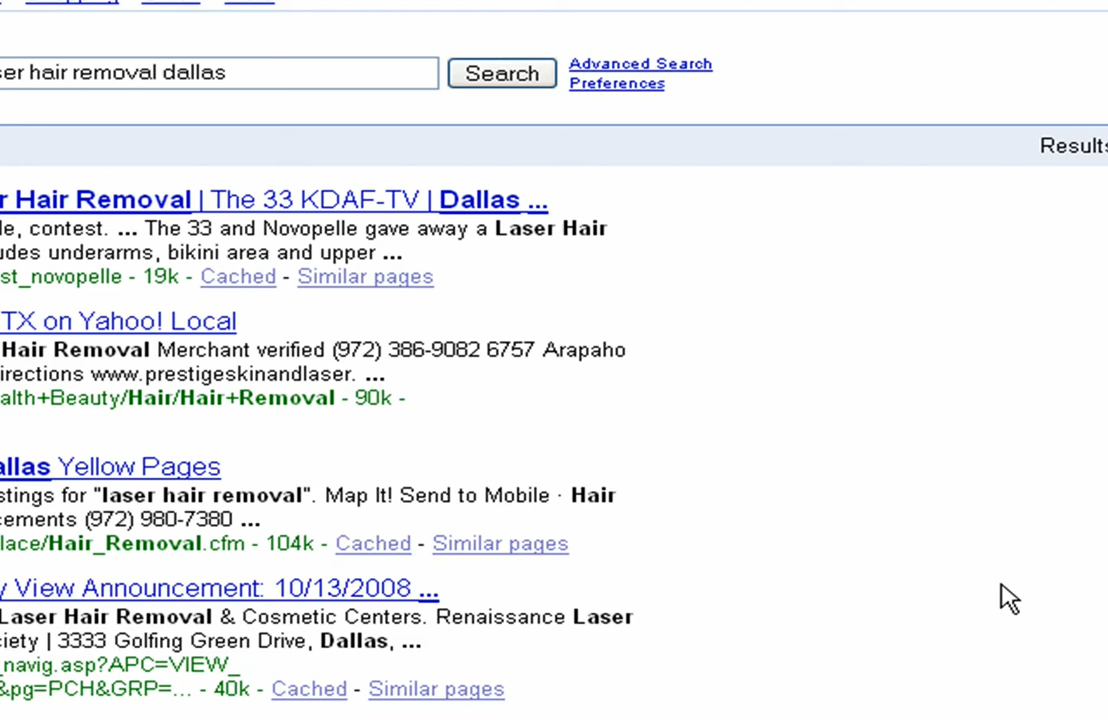 ser hair removal dallas Search Advanced Search
Preferences
Results
r Hair Removal | The 33 KDAF-TV | Dallas ...
le, contest. ... The 33 and Novopelle gave away a Laser Hair
udes underarms, bikini area and upper ...
st_novopelle - 19k - Cached - Similar pages
TX on Yahoo! Local
Hair Removal Merchant verified (972) 386-9082 6757 Arapaho
irections www.prestigeskinandlaser. ...
alth+Beauty/Hair/Hair+Removal - 90k -
allas Yellow Pages
stings for "laser hair removal". Map It! Send to Mobile · Hair
cements (972) 980-7380 ...
lace/Hair_Removal.cfm - 104k - Cached - Similar pages
y View Announcement: 10/13/2008 ...
Laser Hair Removal & Cosmetic Centers. Renaissance Laser
ciety | 3333 Golfing Green Drive, Dallas, ...
_navig.asp?APC=VIEW_
&pg=PCH&GRP=... - 40k - Cached - Similar pages